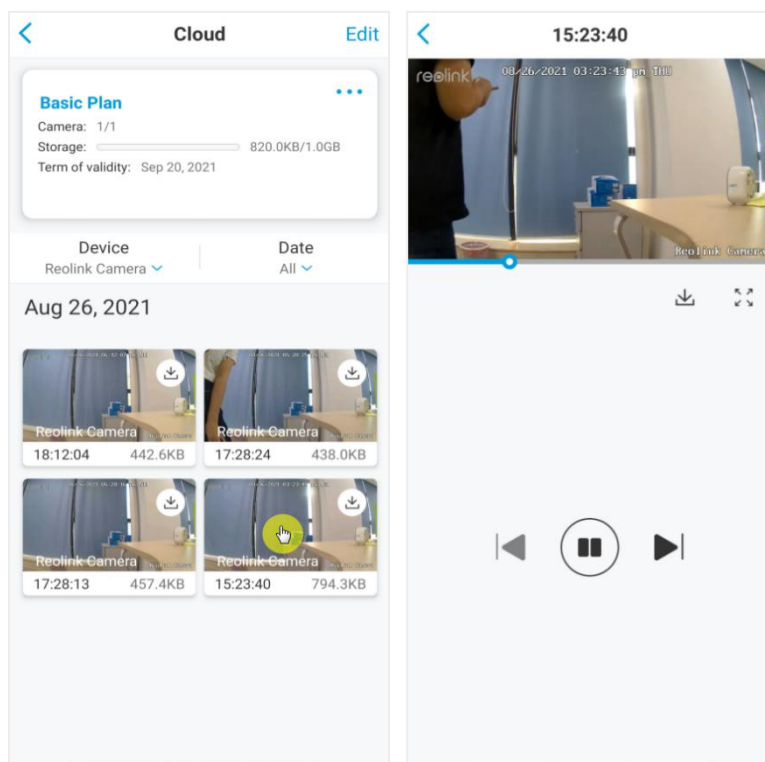 Cloud
Edit
Basic Plan
Camera: 1/1
Storage: 820.0KB/1.0GB
Term of validity: Sep 20, 2021
Device
Reolink Camera
Date
All
Aug 26, 2021
Reolink Camera
18:12:04 442.6KB
Reolink Camera
17:28:24 438.0KB
Reolink Camera
17:28:13 457.4KB
Reolink Camera
15:23:40 794.3KB
15:23:40
reolink
08/26/2021 03:23:43 pm THU
Reolink Camera